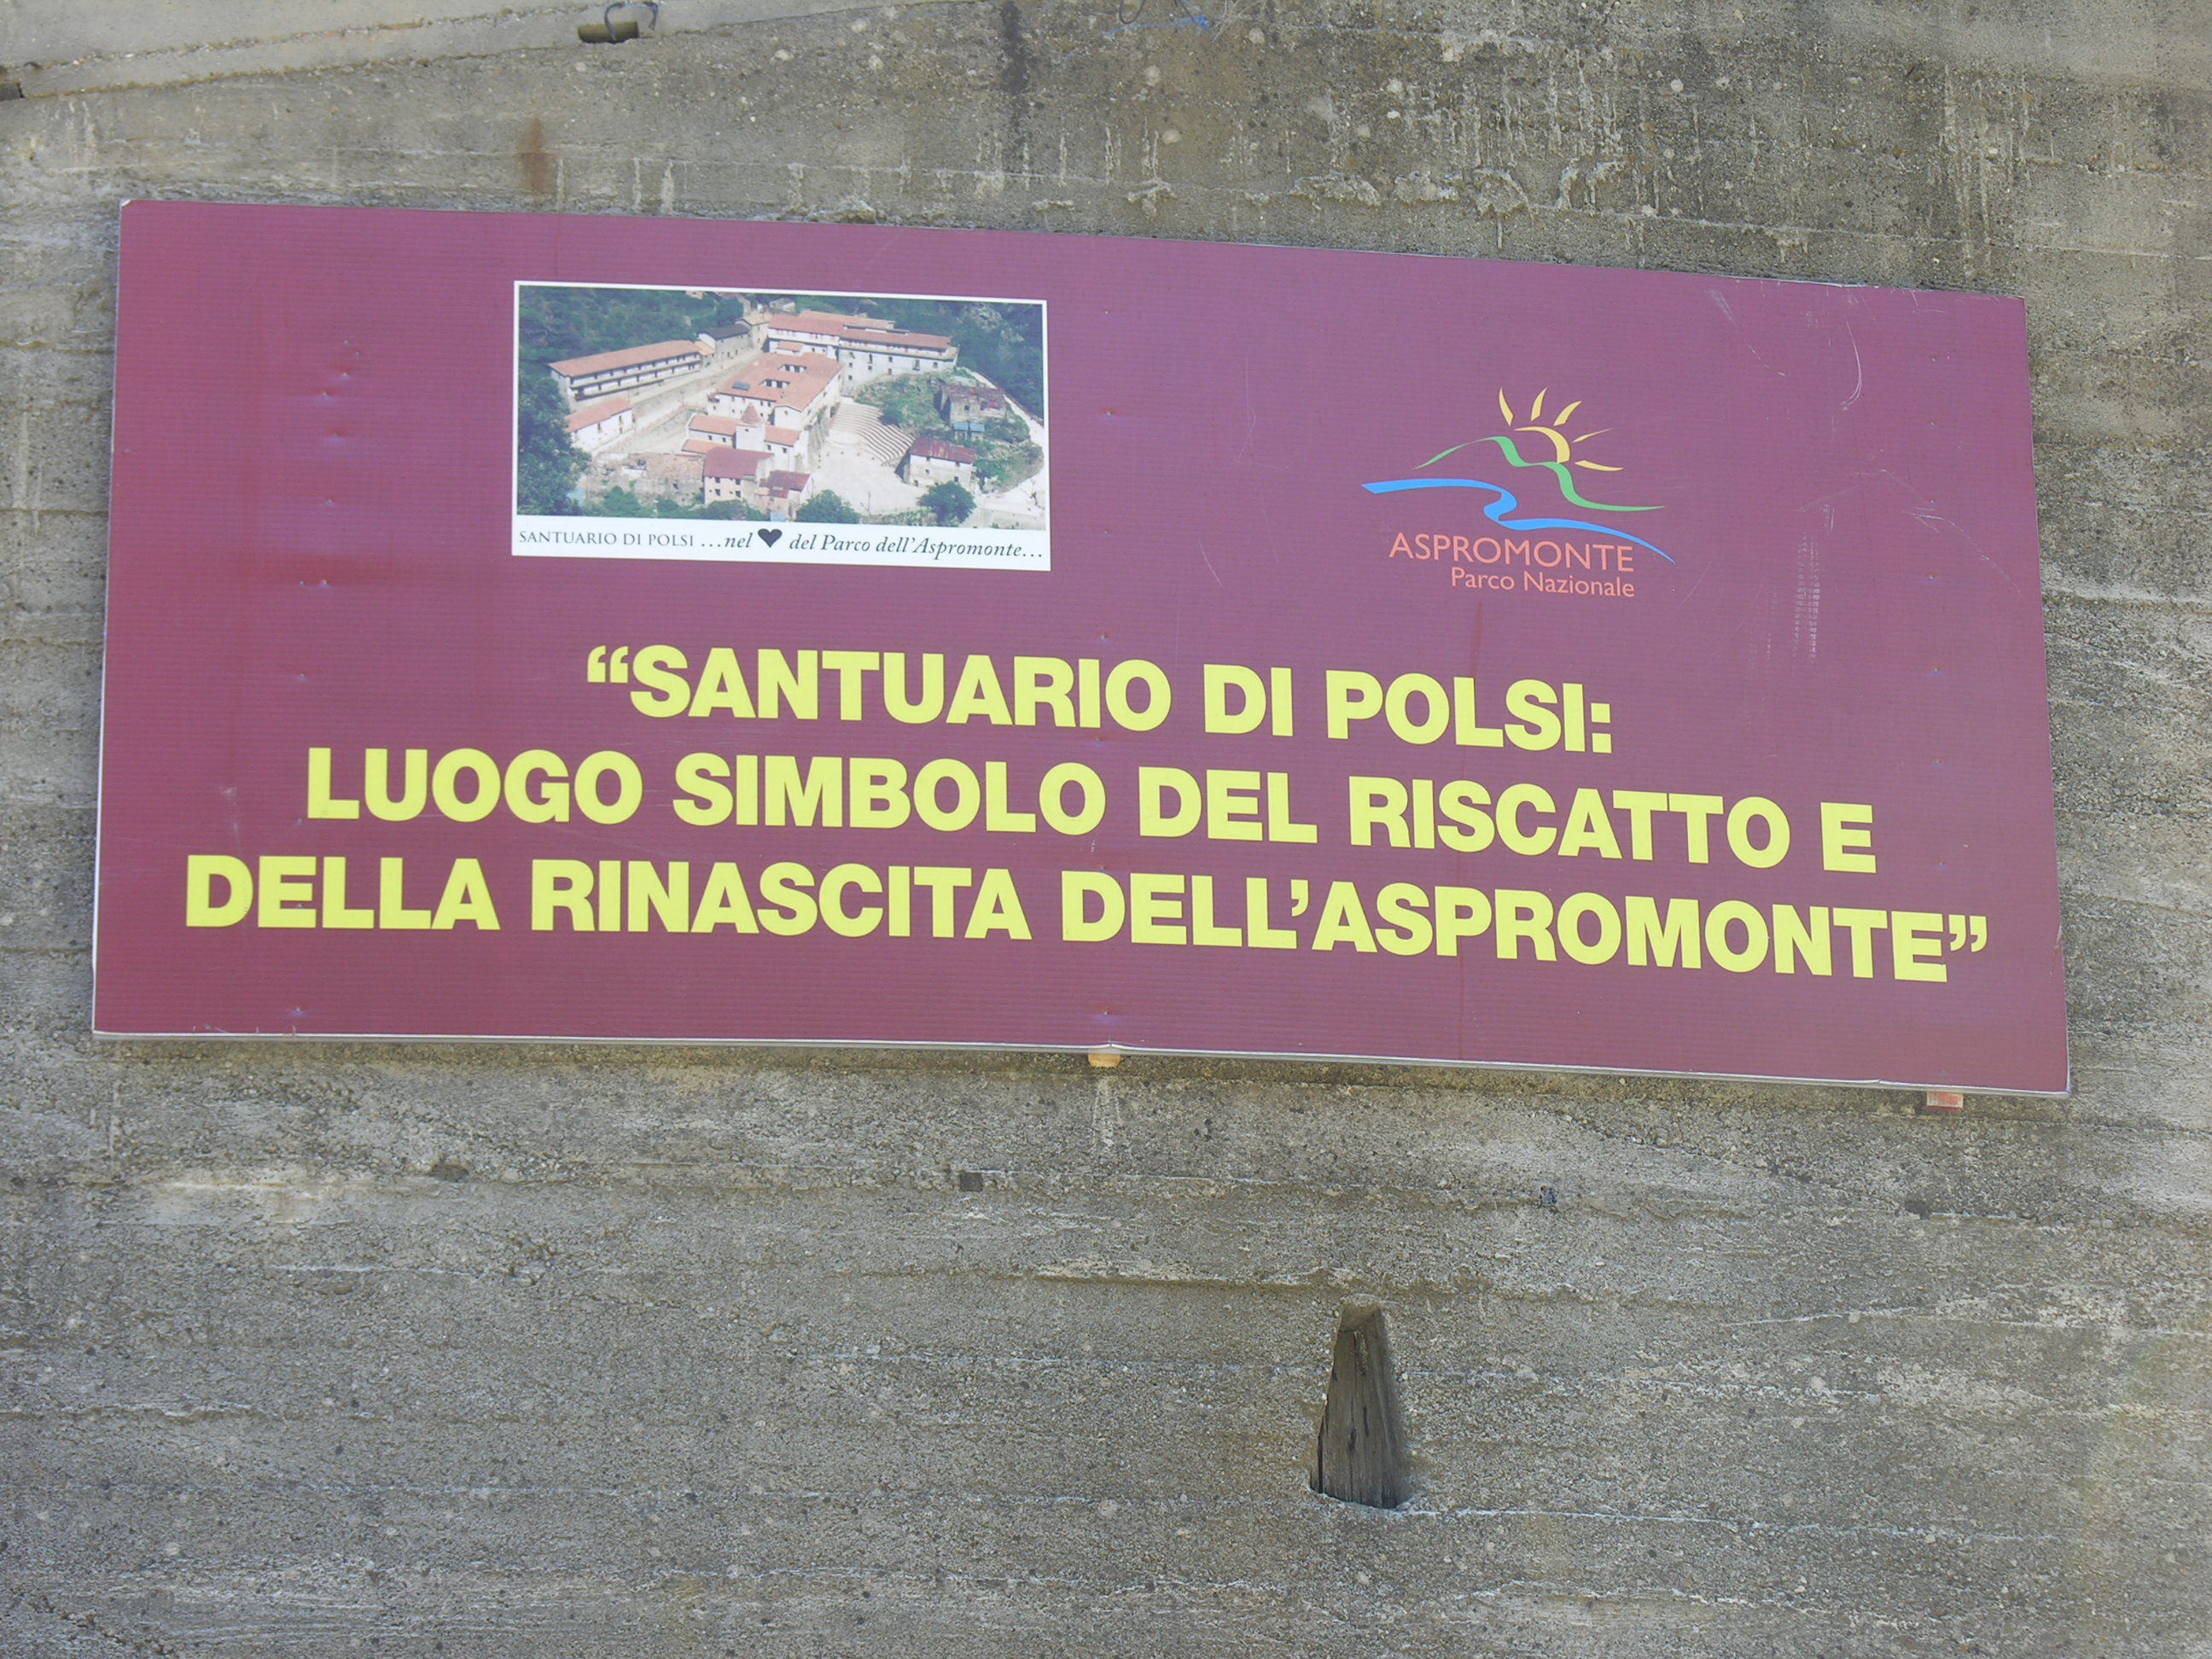 SANTUARIO DI POLSI ...nel ♥ del Parco dell'Aspromonte...
ASPROMONTE
Parco Nazionale
“SANTUARIO DI POLSI:
LUOGO SIMBOLO DEL RISCATTO E
DELLA RINASCITA DELL’ASPROMONTE”